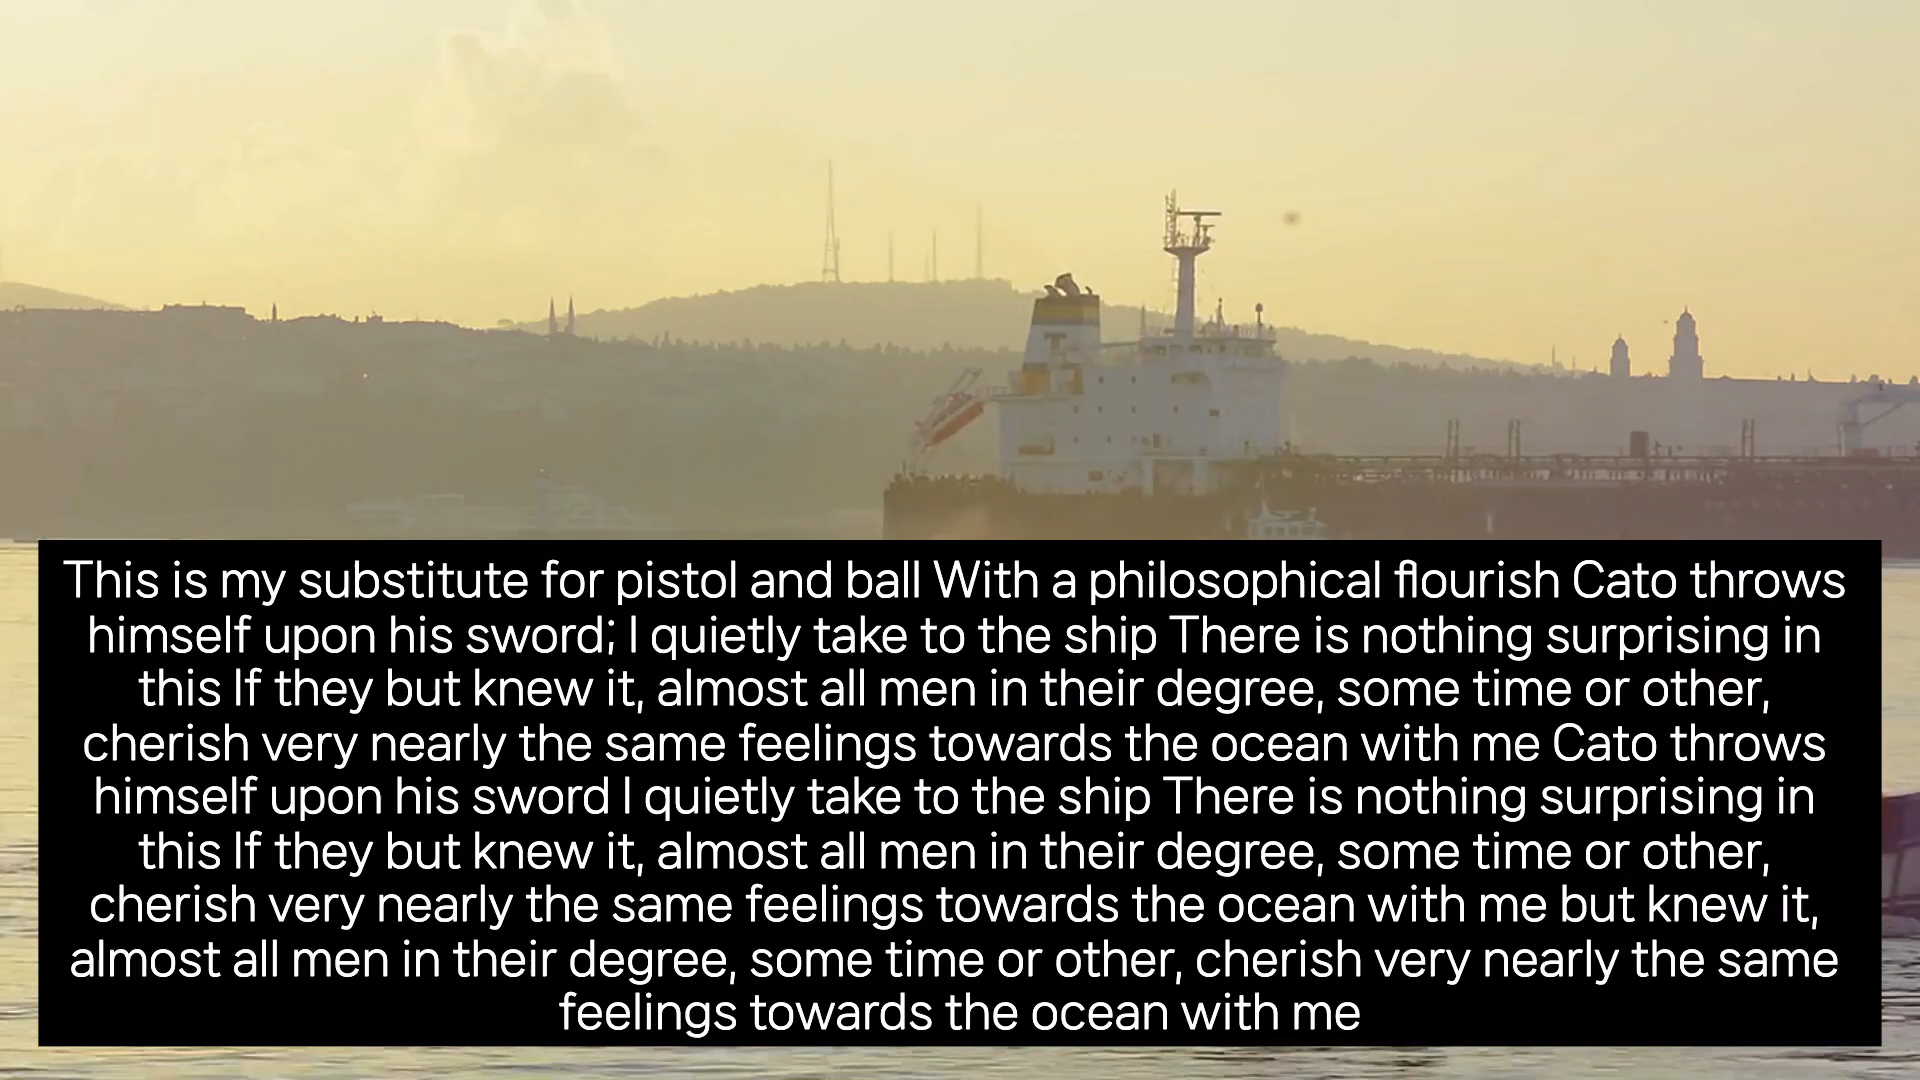 This is my substitute for pistol and ball With a philosophical flourish Cato throws
himself upon his sword; I quietly take to the ship There is nothing surprising in
this If they but knew it, almost all men in their degree, some time or other,
cherish very nearly the same feelings towards the ocean with me Cato throws
himself upon his sword I quietly take to the ship There is nothing surprising in
this If they but knew it, almost all men in their degree, some time or other,
cherish very nearly the same feelings towards the ocean with me but knew it,
almost all men in their degree, some time or other, cherish very nearly the same
feelings towards the ocean with me